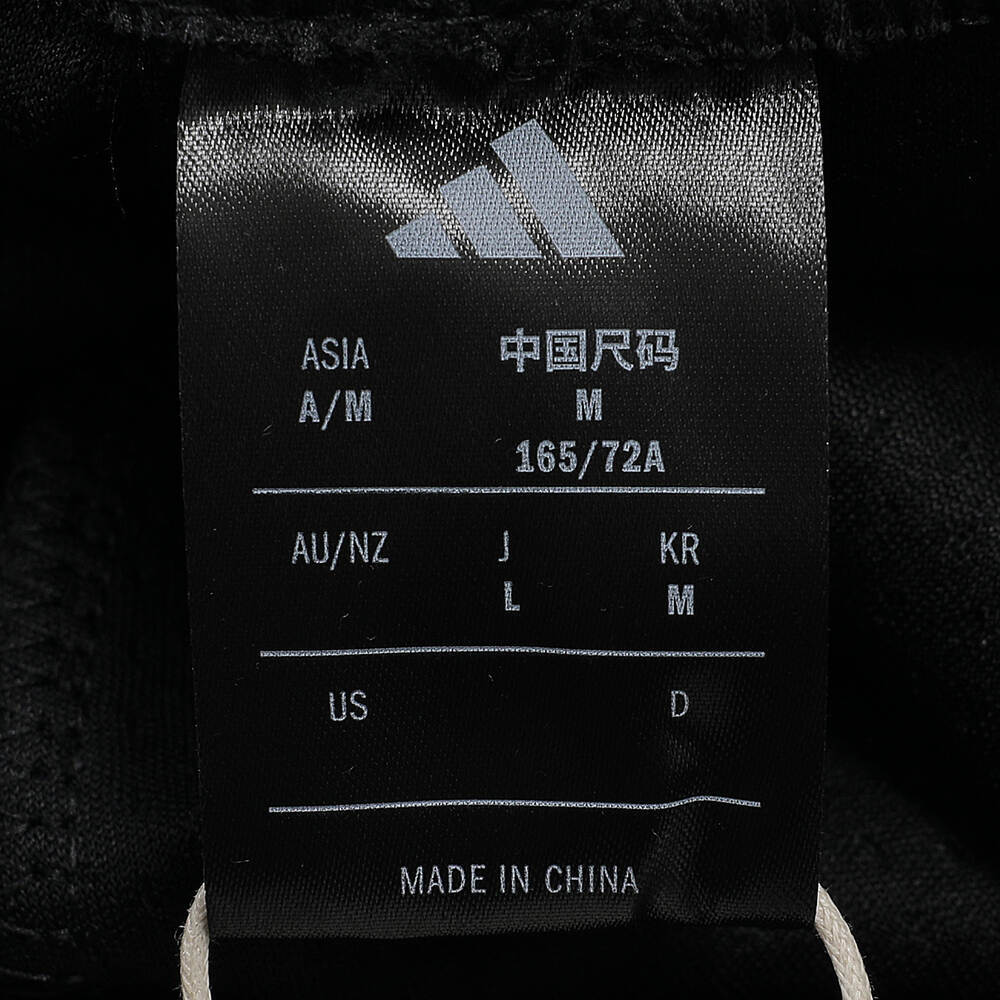 ASIA 中国尺码
A/M M
165/72A
AU/NZ J KR
L M
US D
MADE IN CHINA